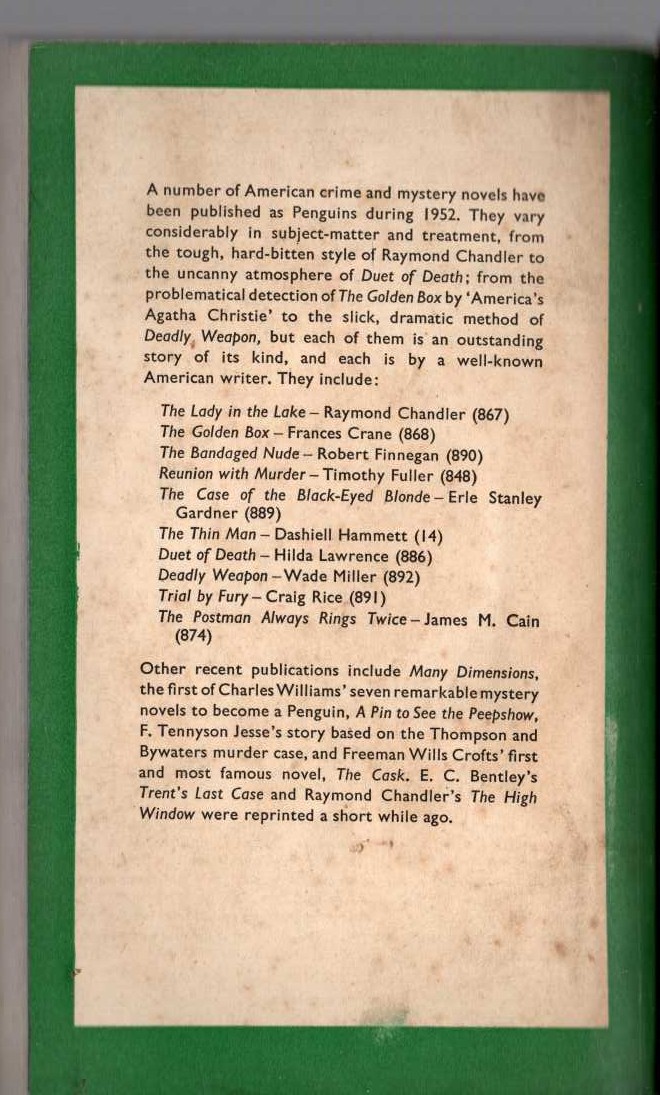 A number of American crime and mystery novels have
been published as Penguins during 1952. They vary
considerably in subject-matter and treatment, from
the tough, hard-bitten style of Raymond Chandler to
the uncanny atmosphere of Duet of Death; from the
problematical detection of The Golden Box by ‘America's
Agatha Christie’ to the slick, dramatic method of
Deadly Weapon, but each of them is an outstanding
story of its kind, and each is by a well-known
American writer. They include:
The Lady in the Lake – Raymond Chandler (867)
The Golden Box – Frances Crane (868)
The Bandaged Nude – Robert Finnegan (890)
Reunion with Murder – Timothy Fuller (848)
The Case of the Black-Eyed Blonde – Erle Stanley
Gardner (889)
The Thin Man – Dashiell Hammett (14)
Duet of Death – Hilda Lawrence (886)
Deadly Weapon – Wade Miller (892)
Trial by Fury – Craig Rice (891)
The Postman Always Rings Twice – James M. Cain
(874)
Other recent publications include Many Dimensions,
the first of Charles Williams' seven remarkable mystery
novels to become a Penguin, A Pin to See the Peepshow,
F. Tennyson Jesse's story based on the Thompson and
Bywaters murder case, and Freeman Wills Crofts' first
and most famous novel, The Cask. E. C. Bentley's
Trent's Last Case and Raymond Chandler's The High
Window were reprinted a short while ago.